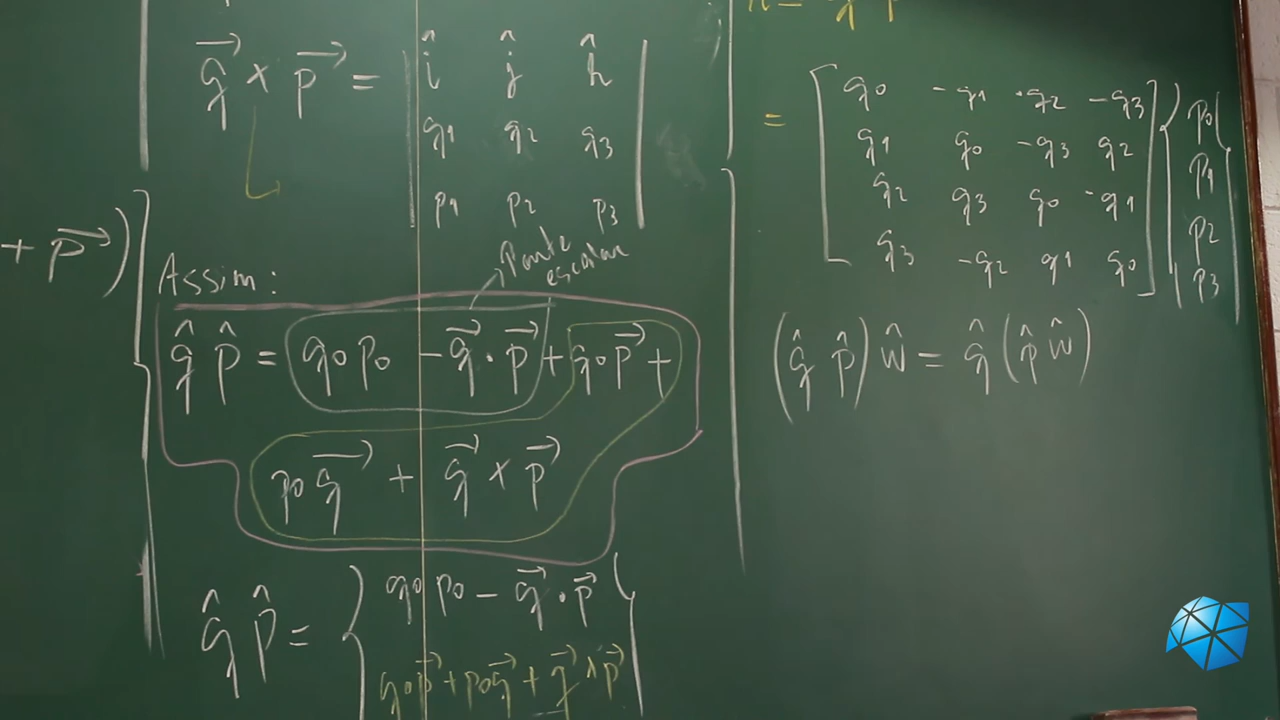 q⃗ × p⃗ = | î ĵ k̂ |
| q1 q2 q3 |
| p1 p2 p3 |
+ p⃗ )
Assim:
Parte
escalar
q̂ p̂ = q0 p0 - q⃗ · p⃗ + q0 p⃗ +
p0 q⃗ + q⃗ × p⃗
q̂ p̂ = { q0 p0 - q⃗ · p⃗ }
{ q0 p⃗ + p0 q⃗ + q⃗ × p⃗ }
= [ q0 -q1 -q2 -q3 ] { p0 }
[ q1 q0 -q3 q2 ] { p1 }
[ q2 q3 q0 -q1 ] { p2 }
[ q3 -q2 q1 q0 ] { p3 }
( q̂ p̂ ) ŵ = q̂ ( p̂ ŵ )